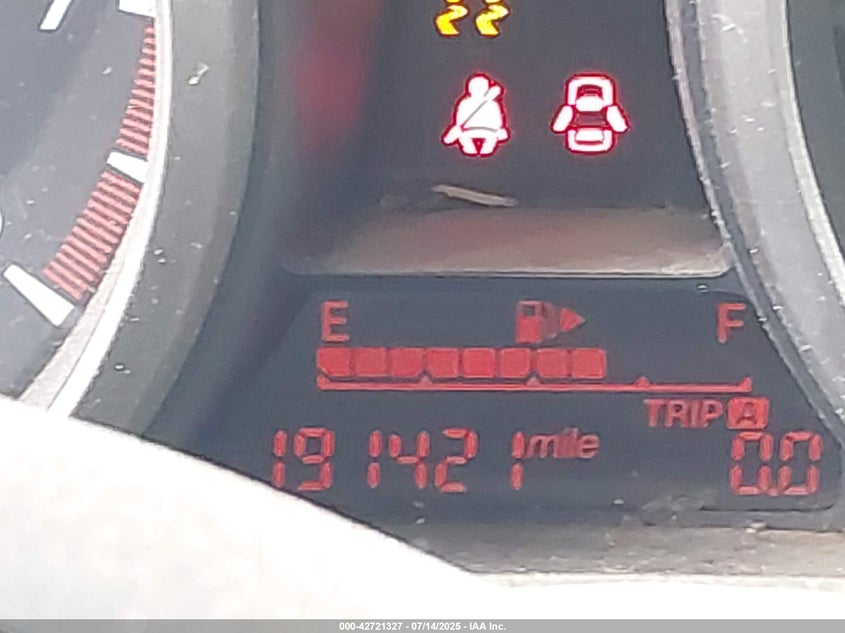 E F
TRIP A
191421 mile 0.0
000-42721327 - 07/14/2025 - IAA Inc.